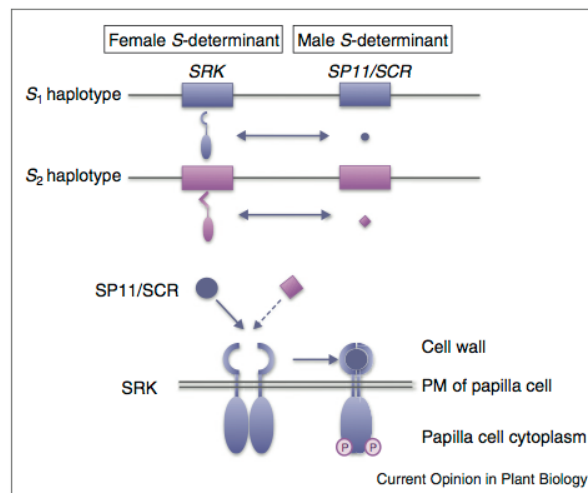 Female S-determinant Male S-determinant
SRK SP11/SCR
S1 haplotype
S2 haplotype
SP11/SCR
Cell wall
SRK PM of papilla cell
Papilla cell cytoplasm
P P
Current Opinion in Plant Biology